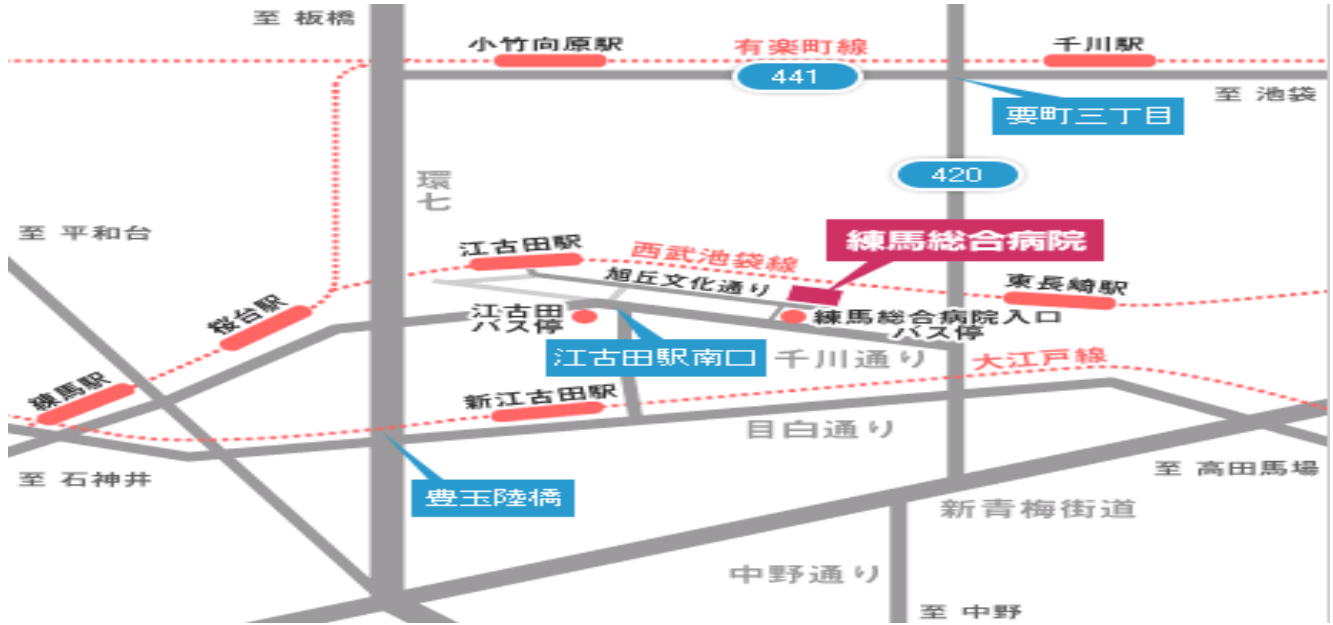 至 板橋
小竹向原駅
有楽町線
千川駅
441
至 池袋
要町三丁目
環七
420
至 平和台
江古田駅
西武池袋線
練馬総合病院
旭丘文化通り
東長崎駅
桜台駅
江古田
バス停
練馬総合病院入口
バス停
江古田駅南口
千川通り
大江戸線
練馬駅
新江古田駅
目白通り
至 石神井
豊玉陸橋
至 高田馬場
新青梅街道
中野通り
至 中野